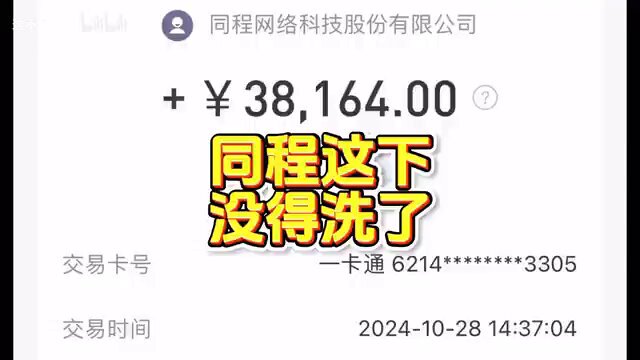 同程网络科技股份有限公司
+ ¥38,164.00 ?
同程这下
没得洗了
交易卡号 一卡通 6214********3305
交易时间 2024-10-28 14:37:04